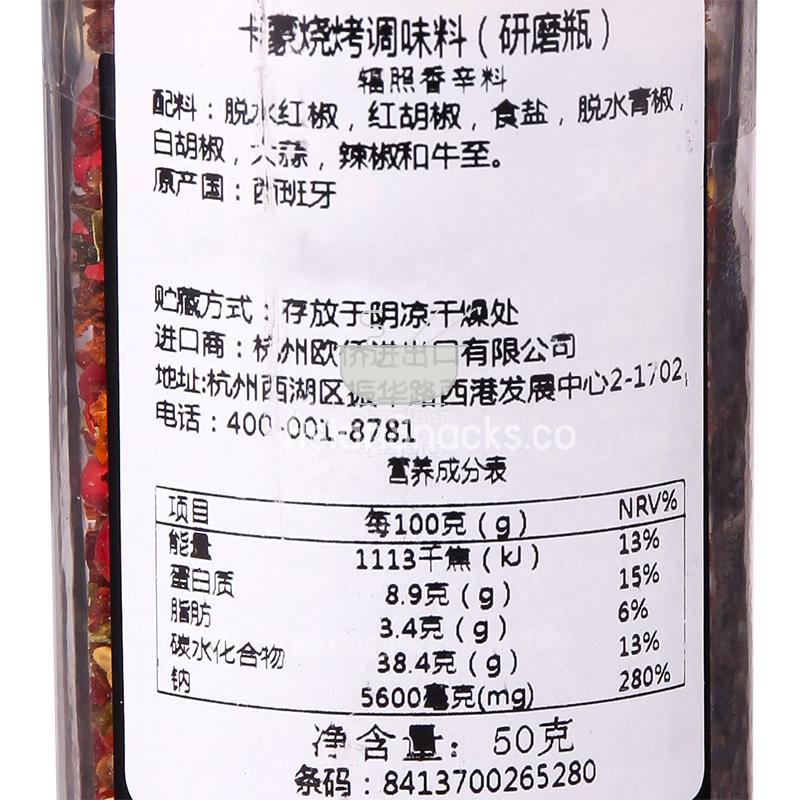 卡蒙烧烤调味料（研磨瓶）
辐照香辛料
配料：脱水红椒，红胡椒，食盐，脱水青椒，
白胡椒，大蒜，辣椒和牛至。
原产国：西班牙
贮藏方式：存放于阴凉干燥处
进口商：杭州欧侨进出口有限公司
地址:杭州西湖区振华路西港发展中心2-1702,
电话：400-001-8781
营养成分表
项目 每100克（g） NRV%
能量 1113千焦（kJ） 13%
蛋白质 8.9克（g） 15%
脂肪 3.4克（g） 6%
碳水化合物 38.4克（g） 13%
钠 5600毫克(mg) 280%
净含量：50克
条码：8413700265280